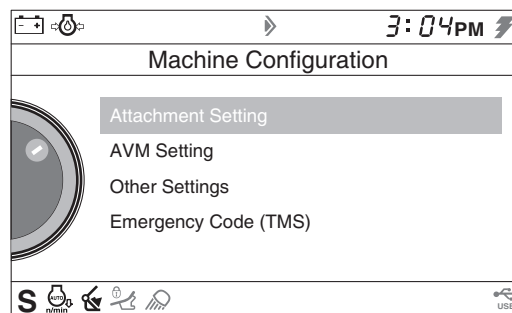 3:04PM
Machine Configuration
Attachment Setting
AVM Setting
Other Settings
Emergency Code (TMS)
S AUTO n/min USB